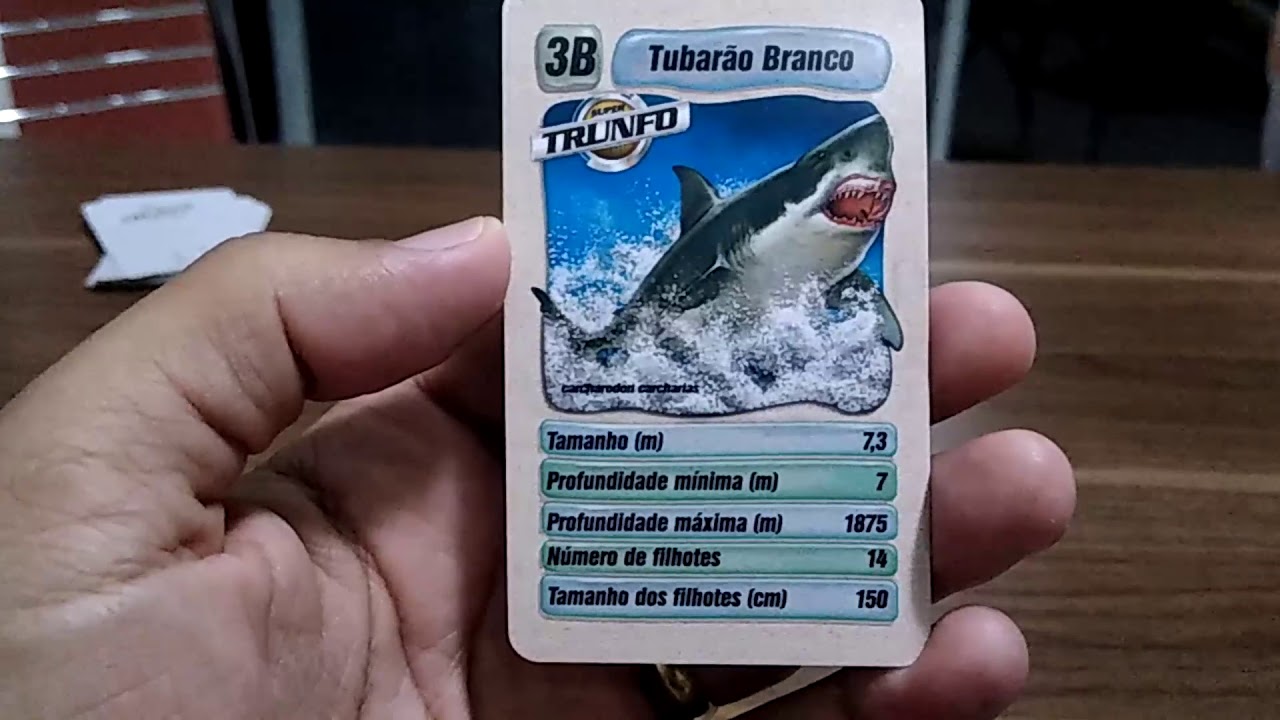 3B
Tubarão Branco
SUPER
TRUNFO
carcharodon carcharias
Tamanho (m) 7,3
Profundidade mínima (m) 7
Profundidade máxima (m) 1875
Número de filhotes 14
Tamanho dos filhotes (cm) 150